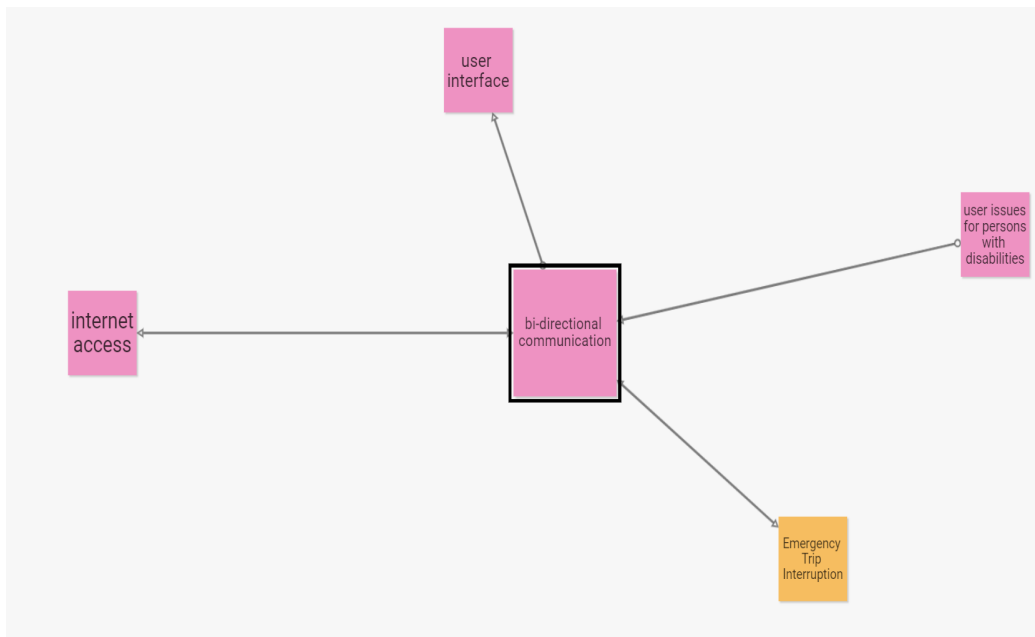 user
interface
user issues
for persons
with
disabilities
internet
access
bi-directional
communication
Emergency
Trip
Interruption